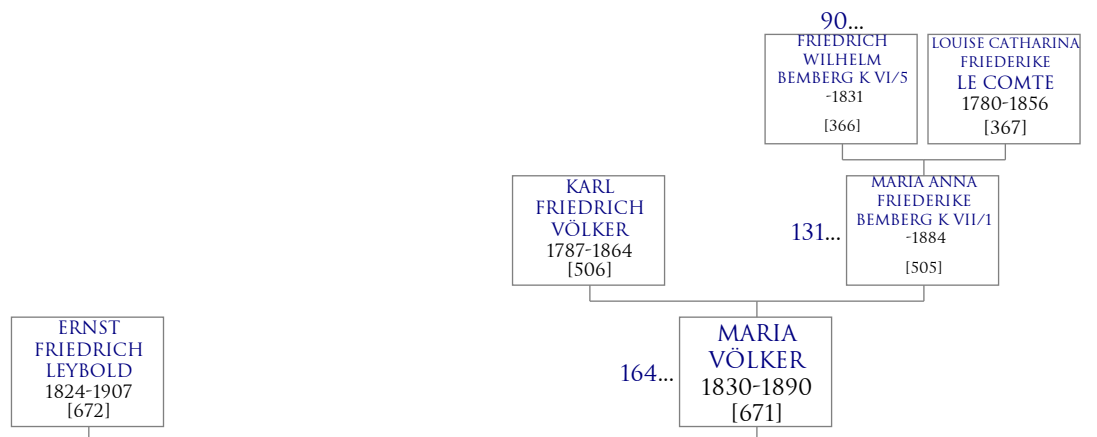 90...
FRIEDRICH
WILHELM
BEMBERG K VI/5
-1831
[366]
LOUISE CATHARINA
FRIEDERIKE
LE COMTE
1780-1856
[367]
KARL
FRIEDRICH
VÖLKER
1787-1864
[506]
131...
MARIA ANNA
FRIEDERIKE
BEMBERG K VII/1
-1884
[505]
ERNST
FRIEDRICH
LEYBOLD
1824-1907
[672]
164...
MARIA
VÖLKER
1830-1890
[671]